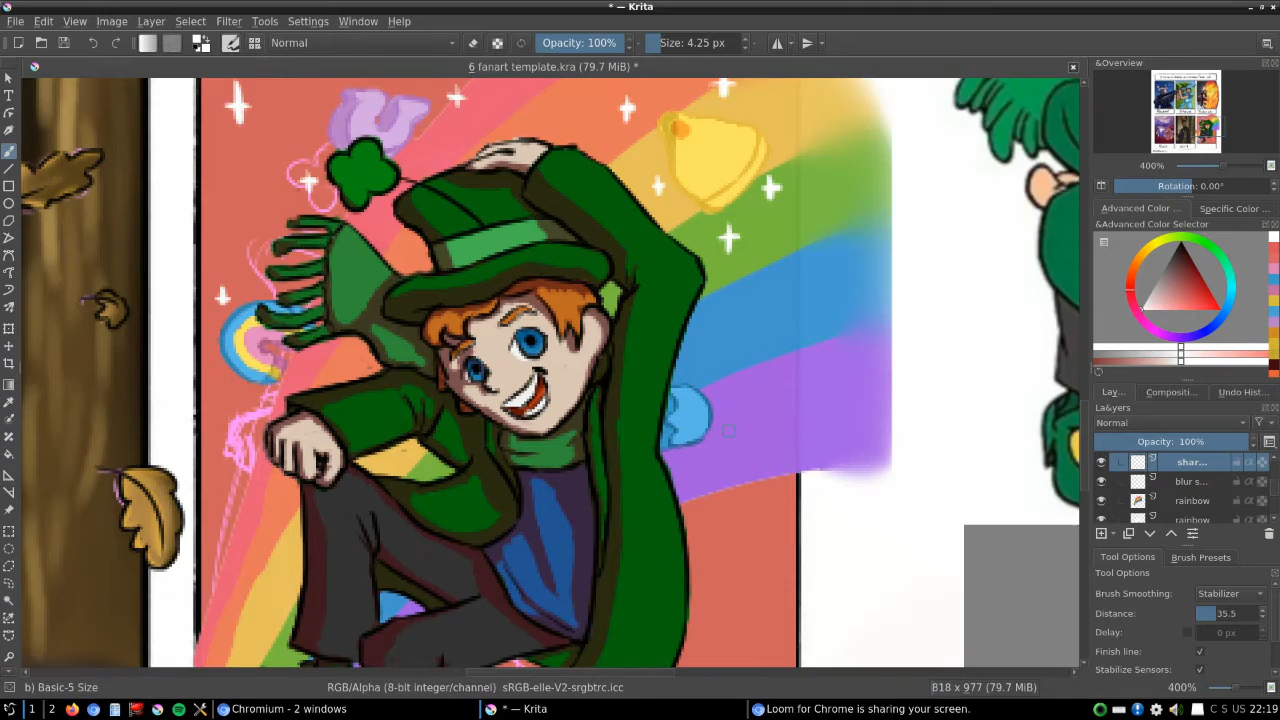 * — Krita
File Edit View Image Layer Select Filter Tools Settings Window Help
Normal Opacity: 100% Size: 4.25 px
6 fanart template.kra (79.7 MiB) *
&Overview
400%
Rotation: 0.00°
Advanced Color ... Specific Color ...
&Advanced Color Selector
Lay... Compositi... Undo Hist...
La&yers
Normal
Opacity: 100%
shar...
blur s...
rainbow
rainbow
Tool Options Brush Presets
Tool Options
Brush Smoothing: Stabilizer
Distance: 35.5
Delay: 0 px
Finish line:
Stabilize Sensors:
b) Basic-5 Size RGB/Alpha (8-bit integer/channel) sRGB-elle-V2-srgbtrc.icc 818 x 977 (79.7 MiB) 400%
1 2 Chromium - 2 windows * — Krita Loom for Chrome is sharing your screen. C S US 22:19